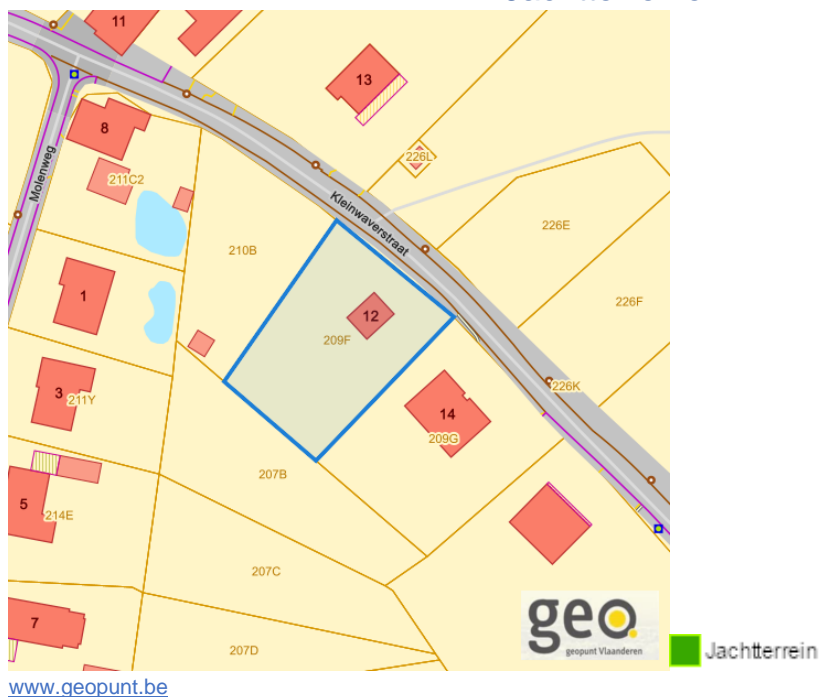 11
13
8
Molenweg
211C2
226L
Kleinwaverstraat
210B
226E
1
12
209F
226F
3
211Y
226K
14
209G
207B
5
214E
207C
7
207D
geo
geopunt Vlaanderen
Jachtterrein
www.geopunt.be